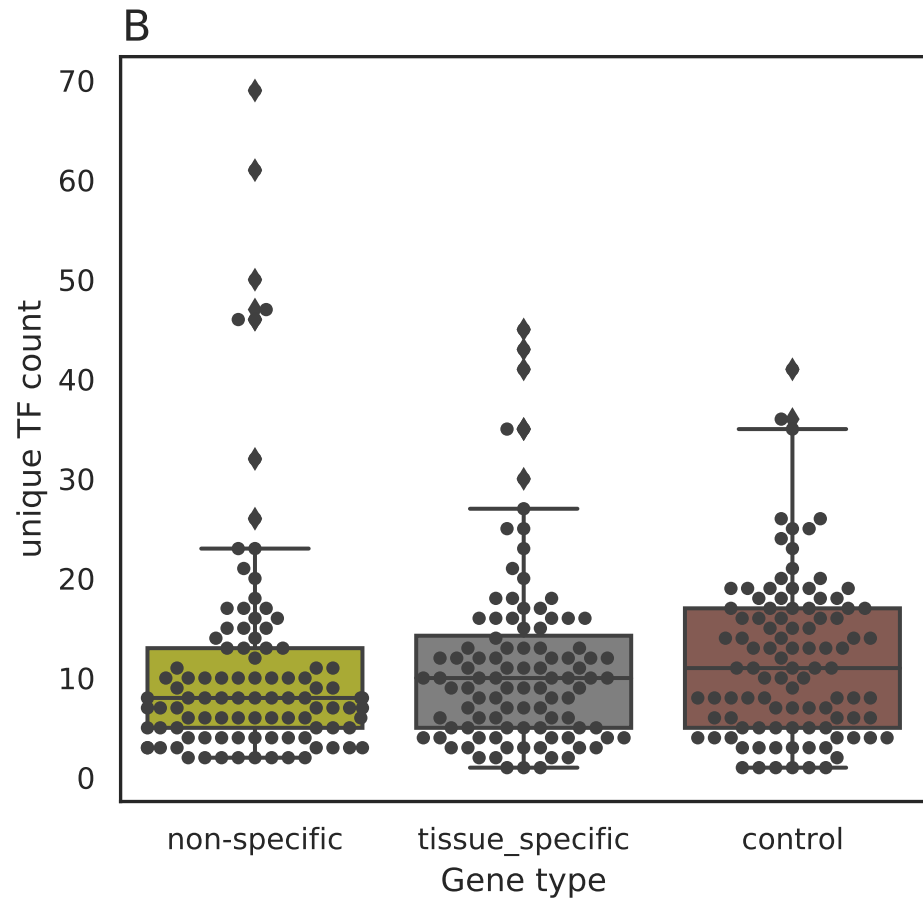 B
70
60
50
40
30
20
10
0
unique TF count
non-specific
tissue_specific
control
Gene type